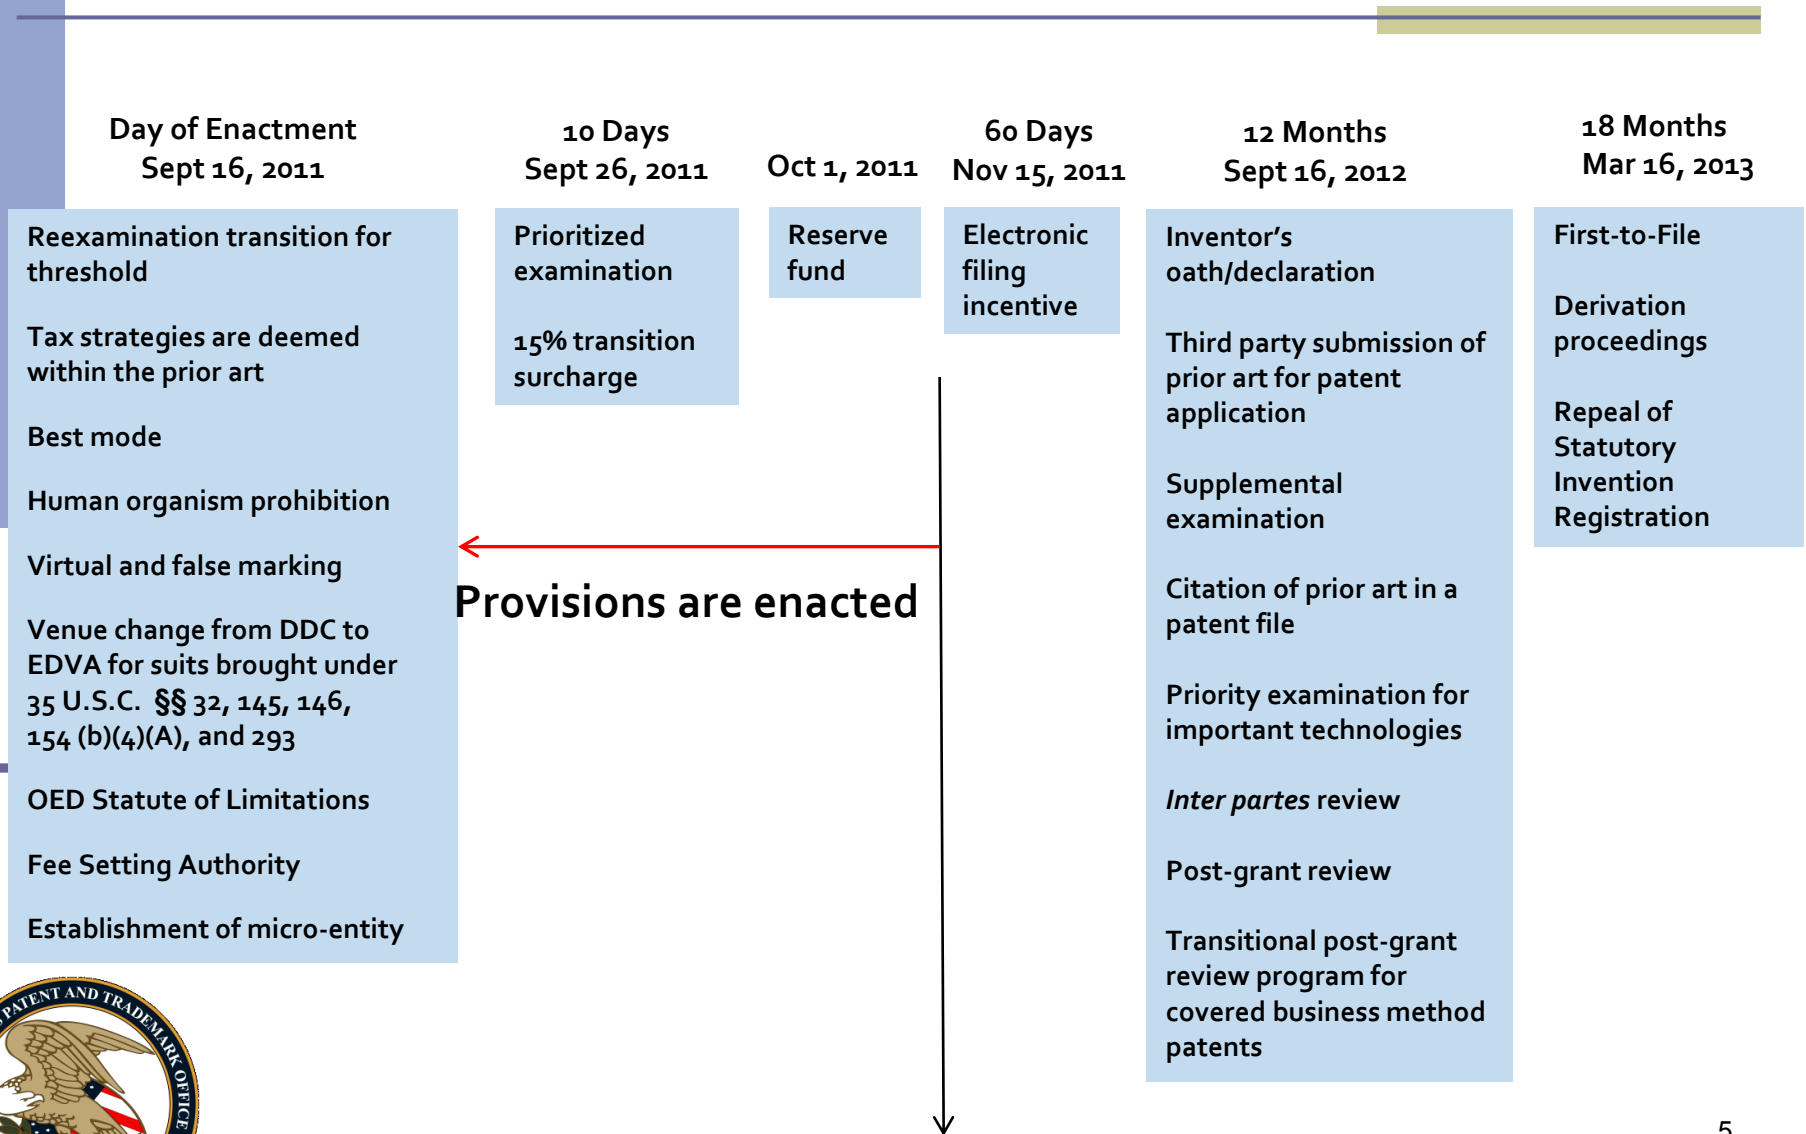 Day of Enactment
Sept 16, 2011
Reexamination transition for
threshold
Tax strategies are deemed
within the prior art
Best mode
Human organism prohibition
Virtual and false marking
Venue change from DDC to
EDVA for suits brought under
35 U.S.C.  §§ 32, 145, 146,
154 (b)(4)(A), and 293
OED Statute of Limitations
Fee Setting Authority
Establishment of micro-entity
10 Days
Sept 26, 2011
Prioritized
examination
15% transition
surcharge
Oct 1, 2011
Reserve
fund
60 Days
Nov 15, 2011
Electronic
filing
incentive
Provisions are enacted
12 Months
Sept 16, 2012
Inventor’s
oath/declaration
Third party submission of
prior art for patent
application
Supplemental
examination
Citation of prior art in a
patent file
Priority examination for
important technologies
Inter partes review
Post-grant review
Transitional post-grant
review program for
covered business method
patents
18 Months
Mar 16, 2013
First-to-File
Derivation
proceedings
Repeal of
Statutory
Invention
Registration
PATENT AND TRADEMARK OFFICE
5